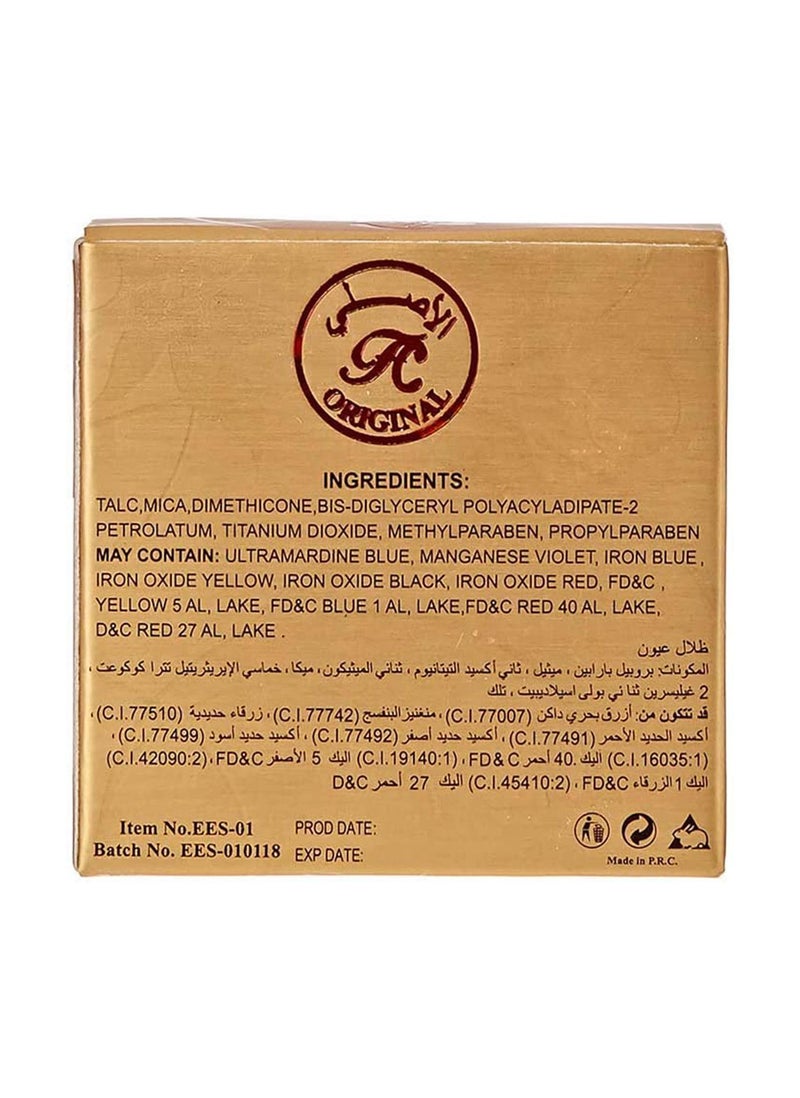 الأصلي
AC
ORIGINAL
INGREDIENTS:
TALC,MICA,DIMETHICONE,BIS-DIGLYCERYL POLYACYLADIPATE-2
PETROLATUM, TITANIUM DIOXIDE, METHYLPARABEN, PROPYLPARABEN
MAY CONTAIN: ULTRAMARDINE BLUE, MANGANESE VIOLET, IRON BLUE ,
IRON OXIDE YELLOW, IRON OXIDE BLACK, IRON OXIDE RED, FD&C ,
YELLOW 5 AL, LAKE, FD&C BLUE 1 AL, LAKE,FD&C RED 40 AL, LAKE,
D&C RED 27 AL, LAKE .
ظلال عيون
المكونات: بروبيل بارابين، ميثيل، ثاني أكسيد التيتانيوم، ثنائي الميثيكون، ميكا، خماسي الإيريثريتيل تترا كوكوعت ،
2 غيليسرين ثنا ئي بولى اسيلاديبيت ، تلك
قد تتكون من: أزرق بحري داكن (C.I.77007)، منغنيز البنفسج (C.I.77742) ، زرقاء حديدية (C.I.77510)،
أكسيد الحديد الأحمر (C.I.77491) ، أكسيد حديد أصفر (C.I.77492) ، أكسيد حديد أسود (C.I.77499) ،
(C.I.16035:1) اليك 40 أحمر FD&C ، (C.I.19140:1) اليك 5 الأصفر FD&C ، (C.I.42090:2)
اليك 1 الزرقاء FD&C ، (C.I.45410:2) اليك 27 أحمر D&C
Item No.EES-01 PROD DATE:
Batch No. EES-010118 EXP DATE:
Made in P.R.C.